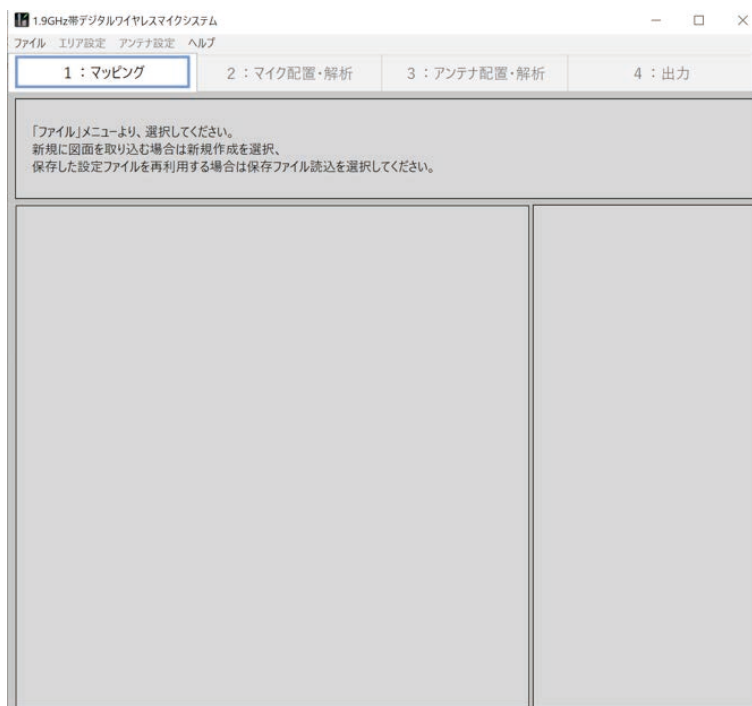 1.9GHz帯デジタルワイヤレスマイクシステム
ファイル エリア設定 アンテナ設定 ヘルプ
1：マッピング 2：マイク配置・解析 3：アンテナ配置・解析 4：出力
「ファイル」メニューより、選択してください。
新規に図面を取り込む場合は新規作成を選択、
保存した設定ファイルを再利用する場合は保存ファイル読込を選択してください。